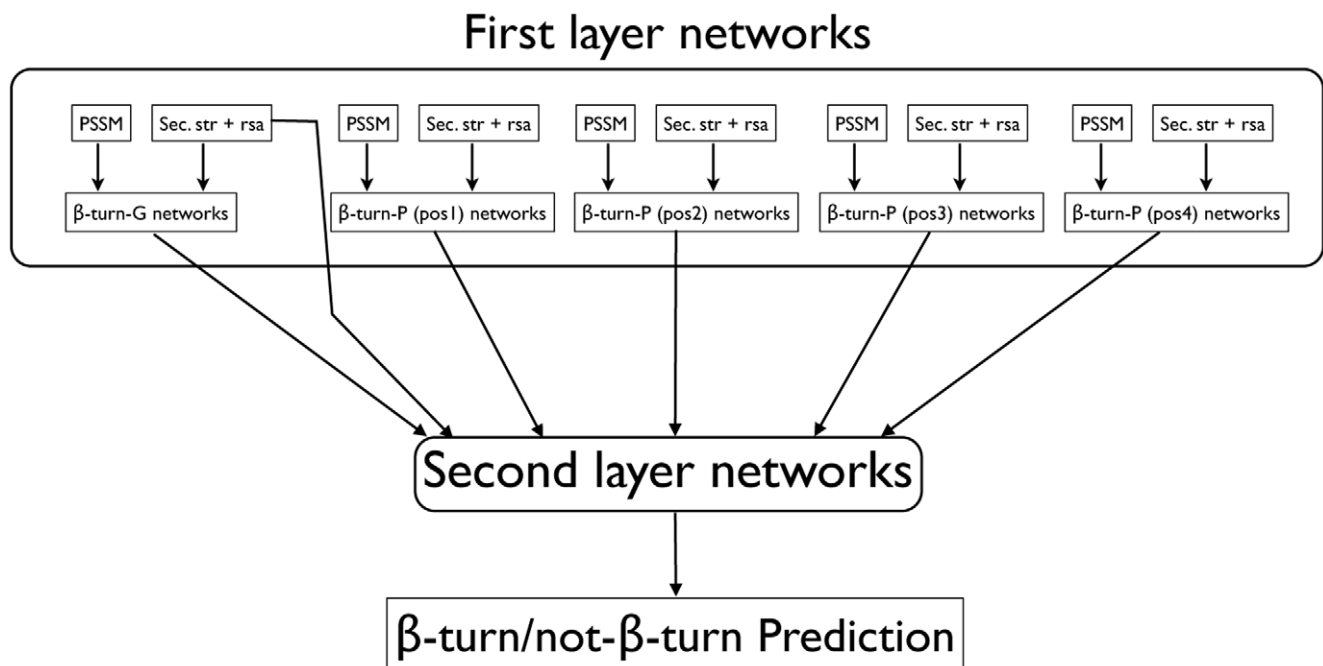 First layer networks
PSSM
Sec. str + rsa
PSSM
Sec. str + rsa
PSSM
Sec. str + rsa
PSSM
Sec. str + rsa
PSSM
Sec. str + rsa
β-turn-G networks
β-turn-P (pos1) networks
β-turn-P (pos2) networks
β-turn-P (pos3) networks
β-turn-P (pos4) networks
Second layer networks
β-turn/not-β-turn Prediction